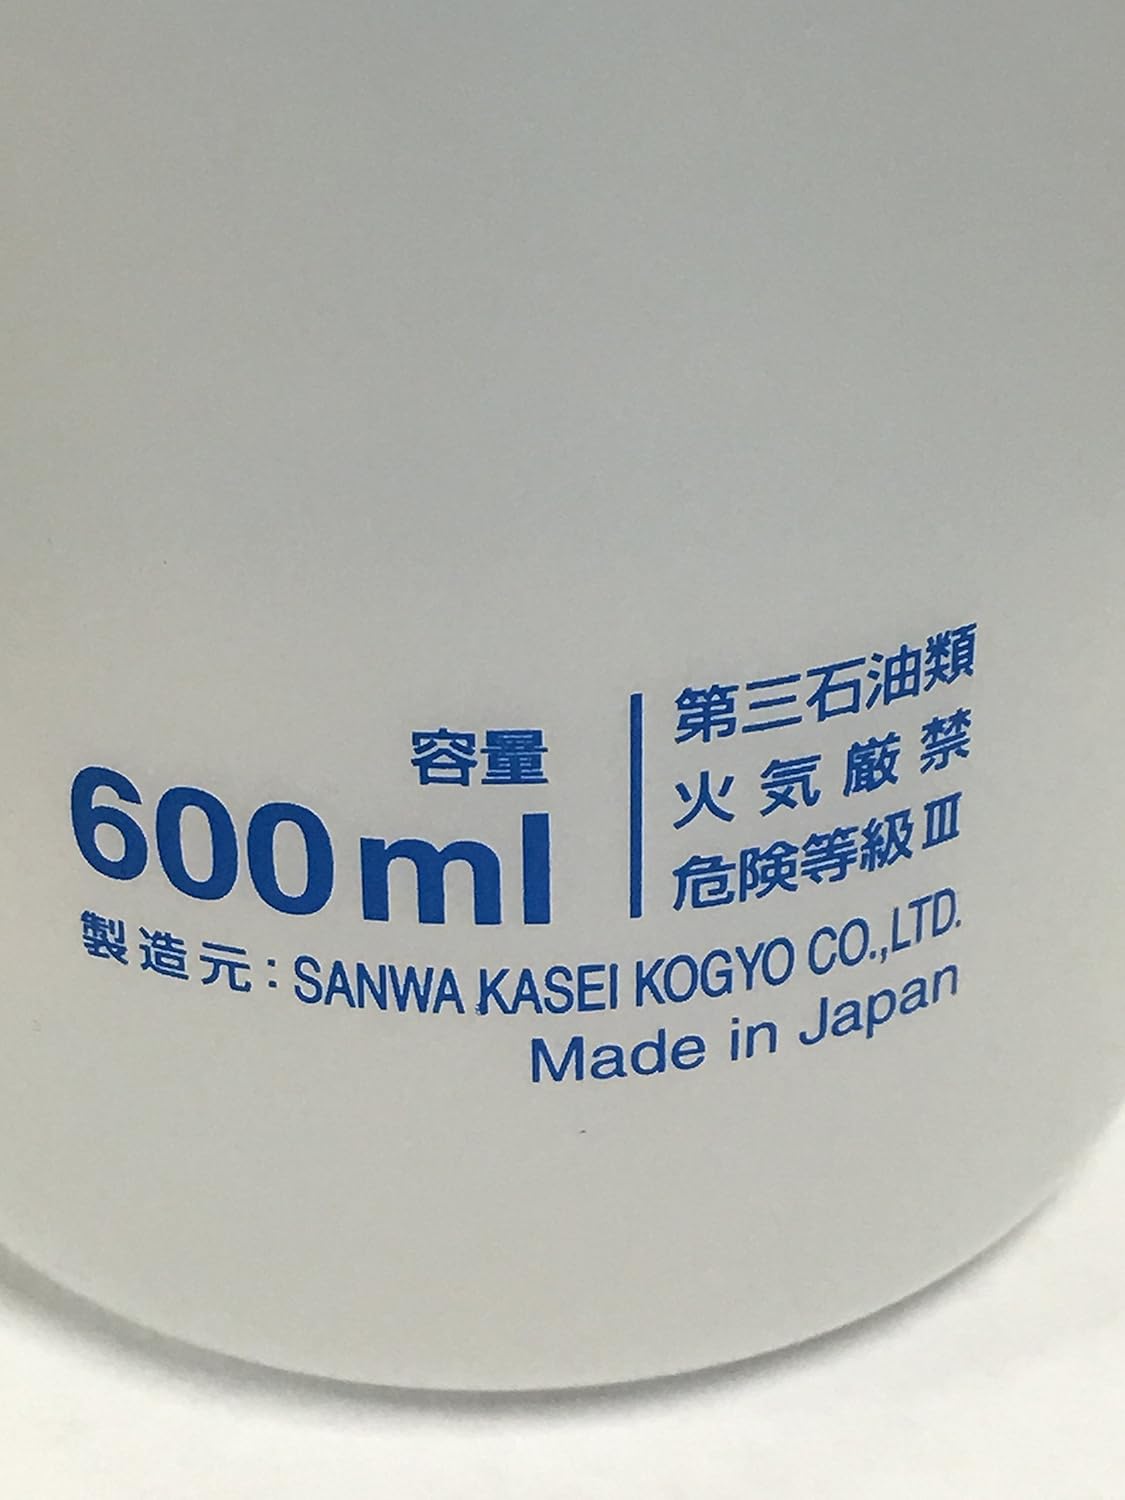 容量
600ml
第三石油類
火気厳禁
危険等級Ⅲ
製造元:SANWA KASEI KOGYO CO.,LTD.
Made in Japan